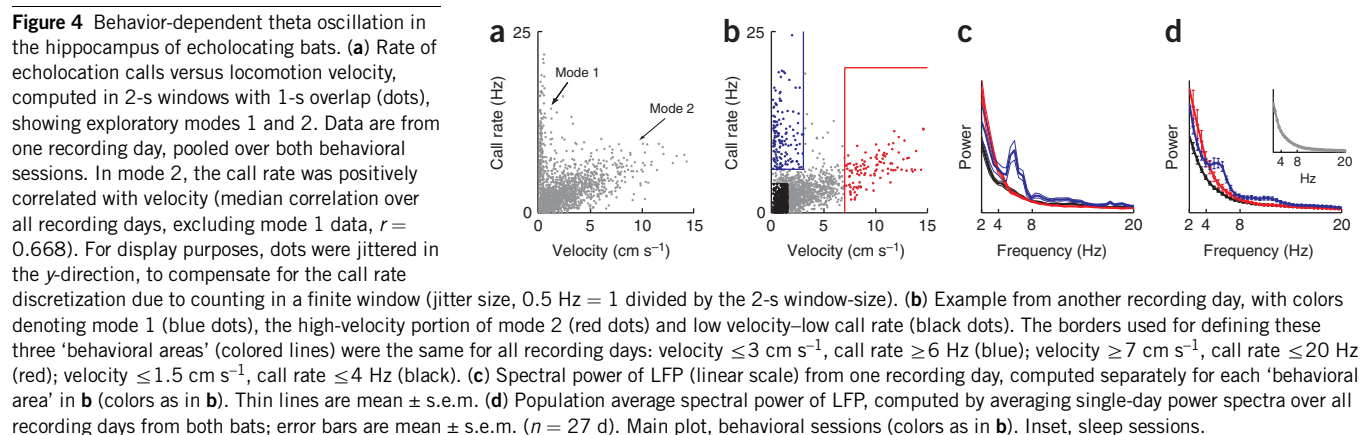 Figure 4 Behavior-dependent theta oscillation in
the hippocampus of echolocating bats. (a) Rate of
echolocation calls versus locomotion velocity,
computed in 2-s windows with 1-s overlap (dots),
showing exploratory modes 1 and 2. Data are from
one recording day, pooled over both behavioral
sessions. In mode 2, the call rate was positively
correlated with velocity (median correlation over
all recording days, excluding mode 1 data, r =
0.668). For display purposes, dots were jittered in
the y-direction, to compensate for the call rate
discretization due to counting in a finite window (jitter size, 0.5 Hz = 1 divided by the 2-s window-size). (b) Example from another recording day, with colors
denoting mode 1 (blue dots), the high-velocity portion of mode 2 (red dots) and low velocity–low call rate (black dots). The borders used for defining these
three ‘behavioral areas’ (colored lines) were the same for all recording days: velocity ≤3 cm s⁻¹, call rate ≥6 Hz (blue); velocity ≥7 cm s⁻¹, call rate ≤20 Hz
(red); velocity ≤1.5 cm s⁻¹, call rate ≤4 Hz (black). (c) Spectral power of LFP (linear scale) from one recording day, computed separately for each ‘behavioral
area’ in b (colors as in b). Thin lines are mean ± s.e.m. (d) Population average spectral power of LFP, computed by averaging single-day power spectra over all
recording days from both bats; error bars are mean ± s.e.m. (n = 27 d). Main plot, behavioral sessions (colors as in b). Inset, sleep sessions.
a
25
Call rate (Hz)
Mode 1
Mode 2
0
0 5 10 15
Velocity (cm s⁻¹)
b
25
Call rate (Hz)
0
0 5 10 15
Velocity (cm s⁻¹)
c
Power
2 4 8 20
Frequency (Hz)
d
Power
4 8 20
Hz
2 4 8 20
Frequency (Hz)